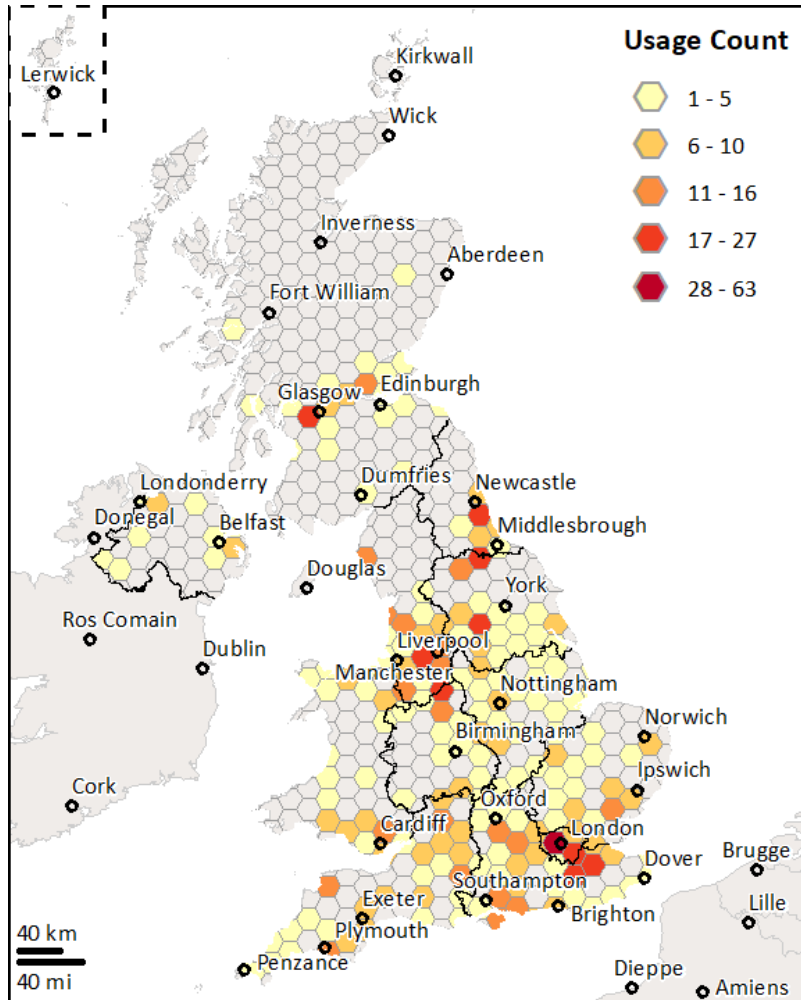 Usage Count
1 - 5
6 - 10
11 - 16
17 - 27
28 - 63
Kirkwall
Lerwick
Wick
Inverness
Aberdeen
Fort William
Glasgow
Edinburgh
Dumfries
Londonderry
Newcastle
Donegal
Belfast
Middlesbrough
Douglas
York
Ros Comain
Liverpool
Dublin
Manchester
Nottingham
Norwich
Birmingham
Ipswich
Cork
Oxford
Cardiff
London
Dover
Brugge
Southampton
Exeter
Lille
Brighton
Plymouth
40 km
Penzance
40 mi
Dieppe
Amiens